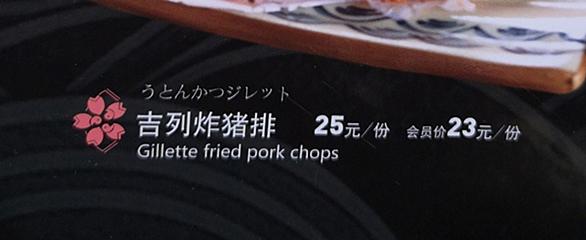 うとんかつジレット
吉列炸猪排 25元/份 会员价23元/份
Gillette fried pork chops